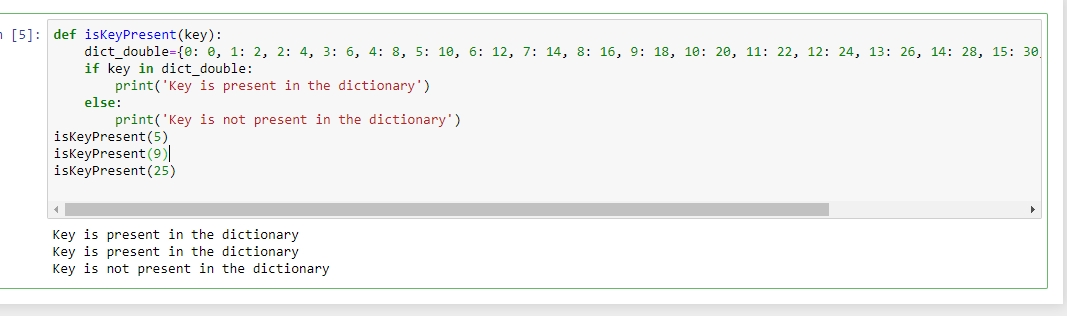 n [5]: def isKeyPresent(key):
dict_double={0: 0, 1: 2, 2: 4, 3: 6, 4: 8, 5: 10, 6: 12, 7: 14, 8: 16, 9: 18, 10: 20, 11: 22, 12: 24, 13: 26, 14: 28, 15: 30,
if key in dict_double:
print('Key is present in the dictionary')
else:
print('Key is not present in the dictionary')
isKeyPresent(5)
isKeyPresent(9)
isKeyPresent(25)
Key is present in the dictionary
Key is present in the dictionary
Key is not present in the dictionary